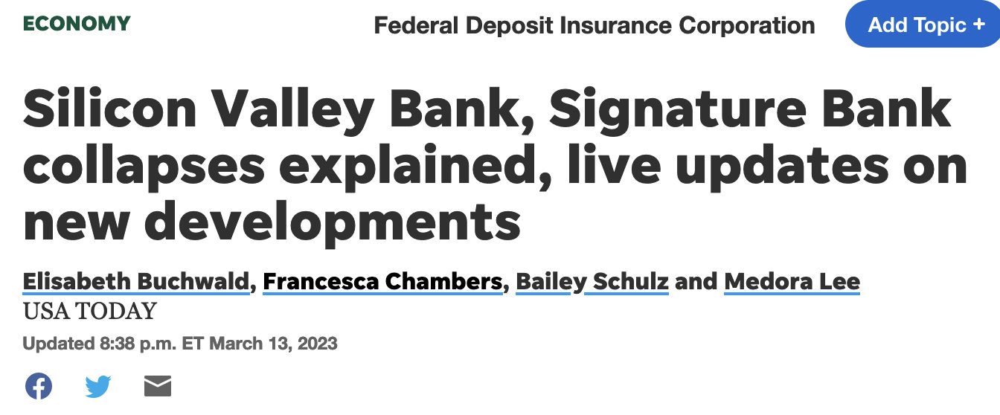 ECONOMY
Federal Deposit Insurance Corporation
Add Topic +
Silicon Valley Bank, Signature Bank
collapses explained, live updates on
new developments
Elisabeth Buchwald, Francesca Chambers, Bailey Schulz and Medora Lee
USA TODAY
Updated 8:38 p.m. ET March 13, 2023